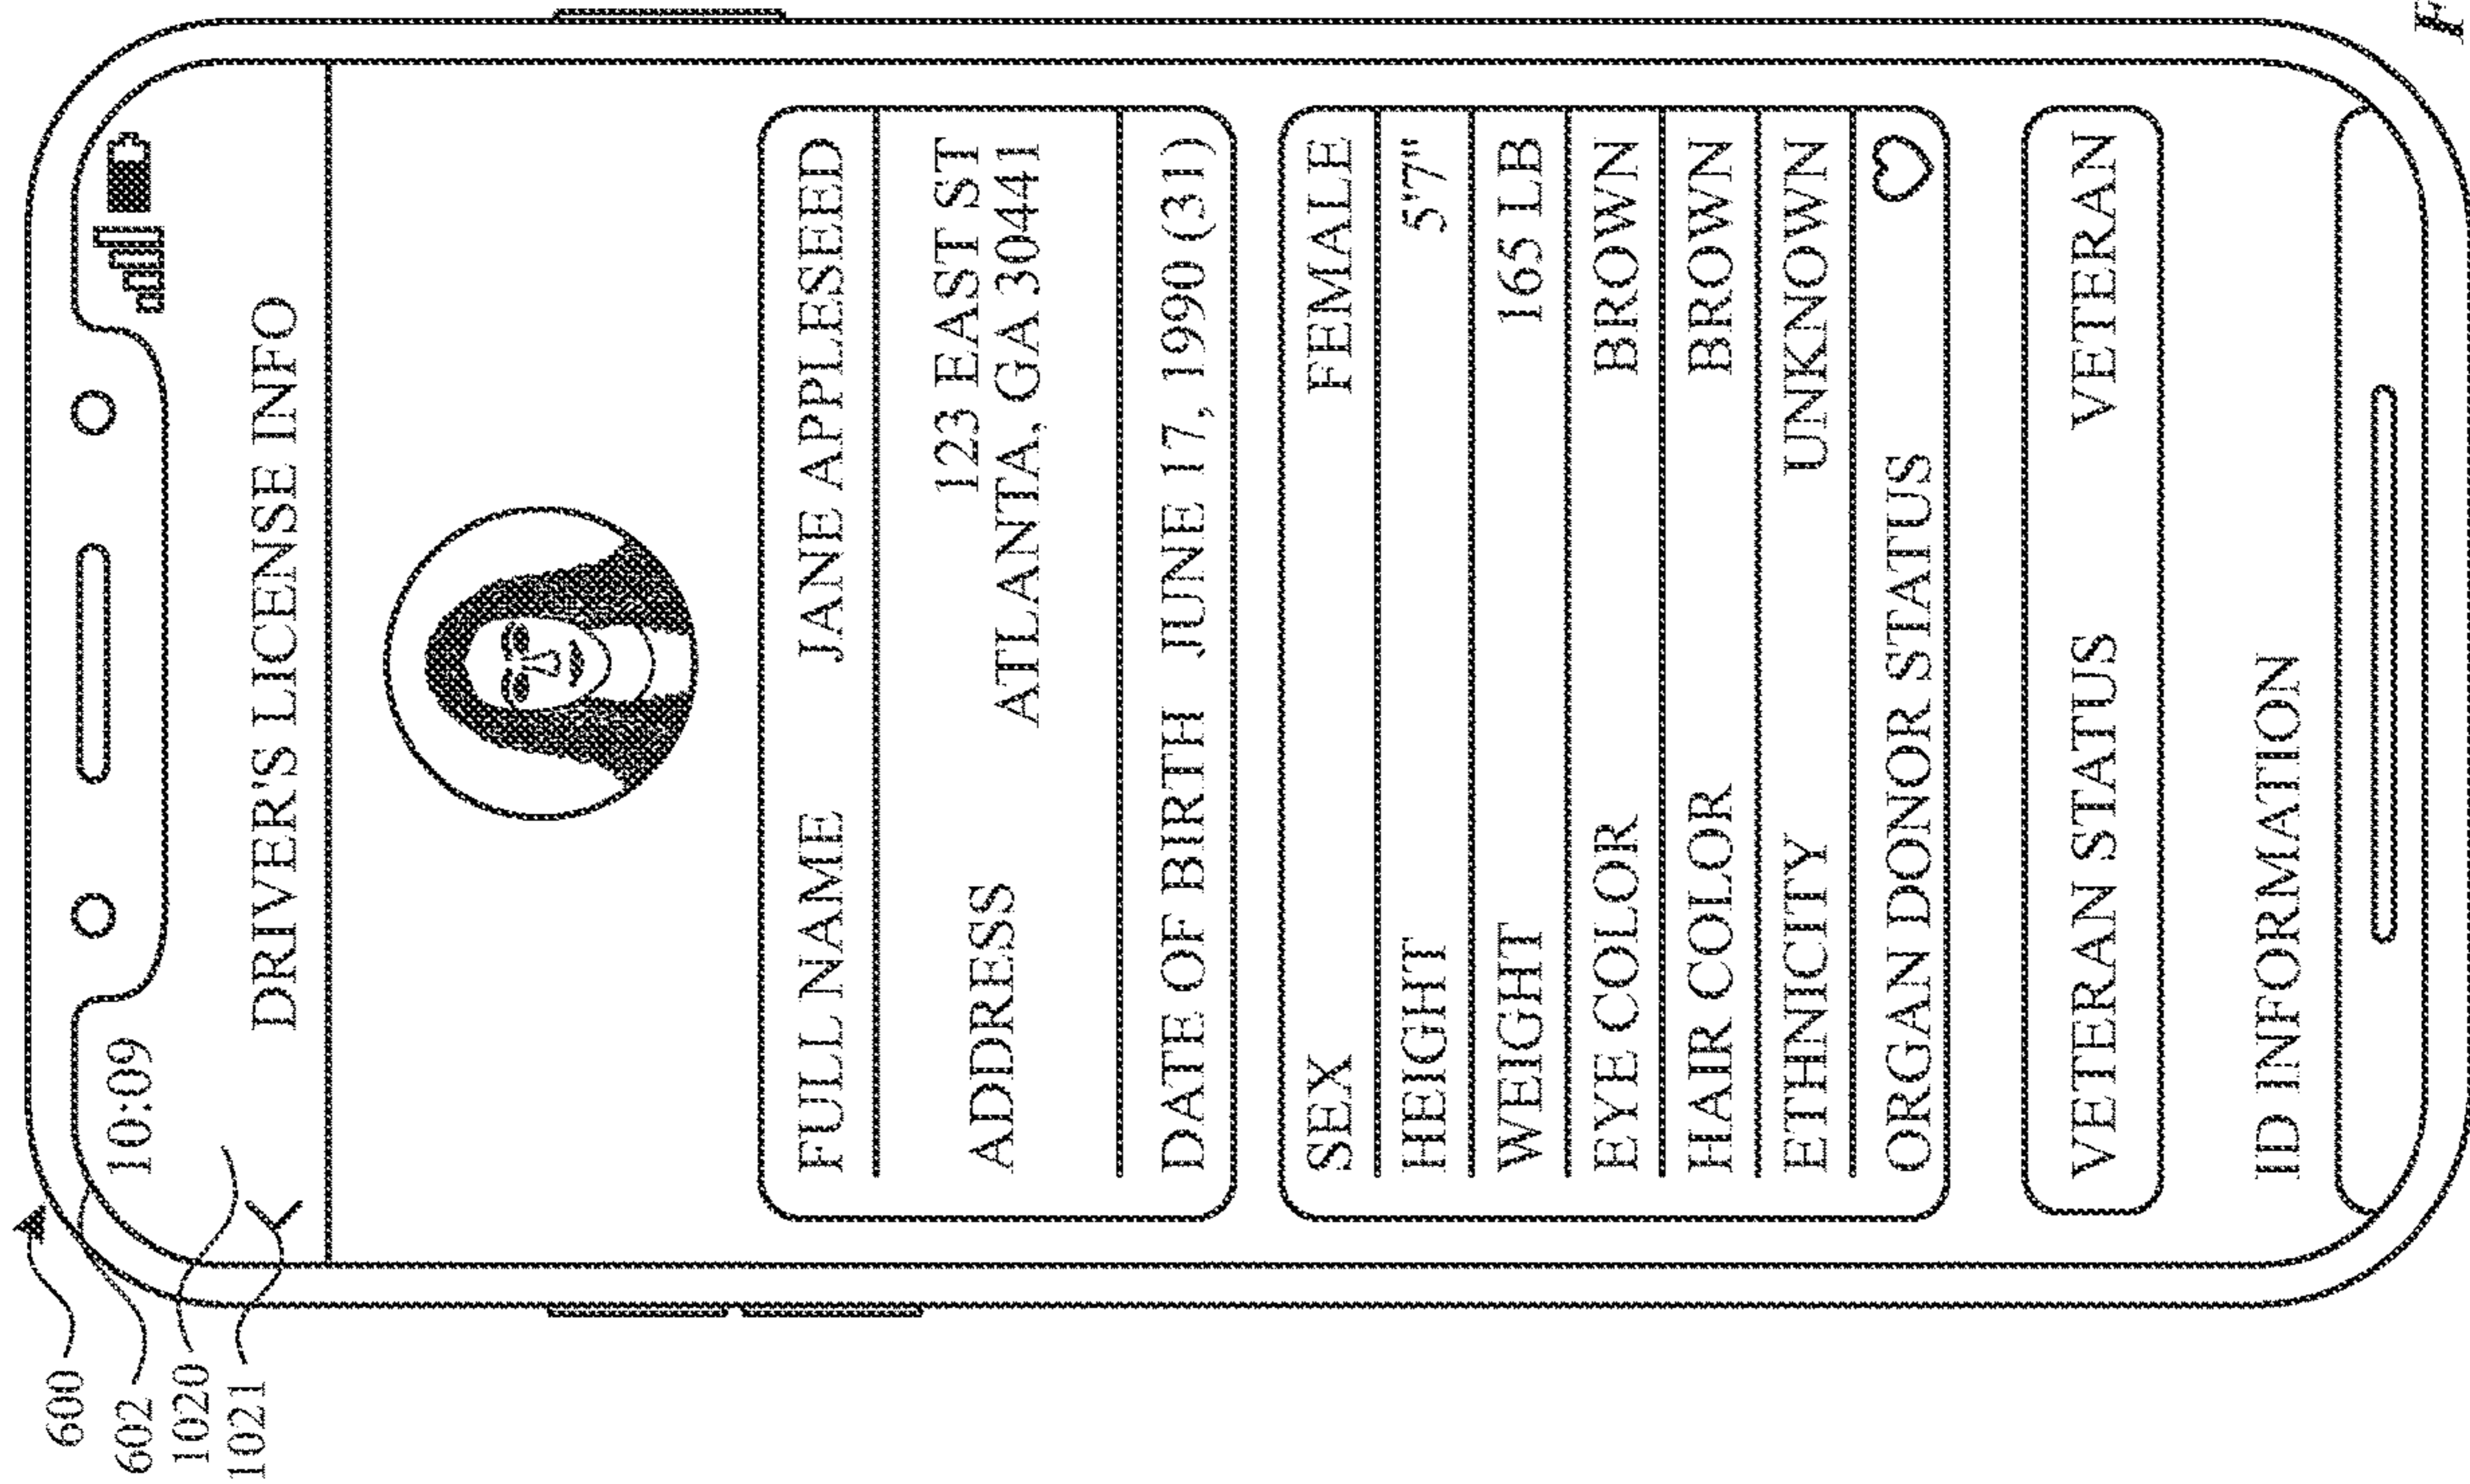 600
602
1020
1021
10:09
DRIVER'S LICENSE INFO
FULL NAME JANE APPLESEED
ADDRESS 123 EAST ST
ATLANTA, GA 30441
DATE OF BIRTH JUNE 17, 1990 (31)
SEX FEMALE
HEIGHT 5'7"
WEIGHT 165 LB
EYE COLOR BROWN
HAIR COLOR BROWN
ETHNICITY UNKNOWN
ORGAN DONOR STATUS
VETERAN STATUS VETERAN
ID INFORMATION